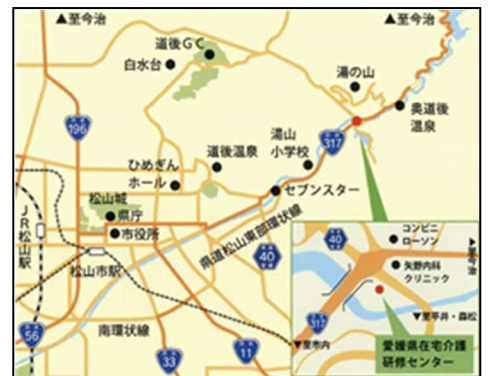 ▲至今治
▲至今治
道後GC
白水台
湯の山
奥道後
温泉
196
湯山
小学校
317
ひめぎん
ホール
道後温泉
セブンスター
松山城
県庁
市役所
JR松山駅
松山市駅
県道松山東部環状線
40
南環状線
56
33
11
40
コンビニ
ローソン
▶至今治
矢野内科
クリニック
317
▼至平井・森松
▼至市内
愛媛県在宅介護
研修センター